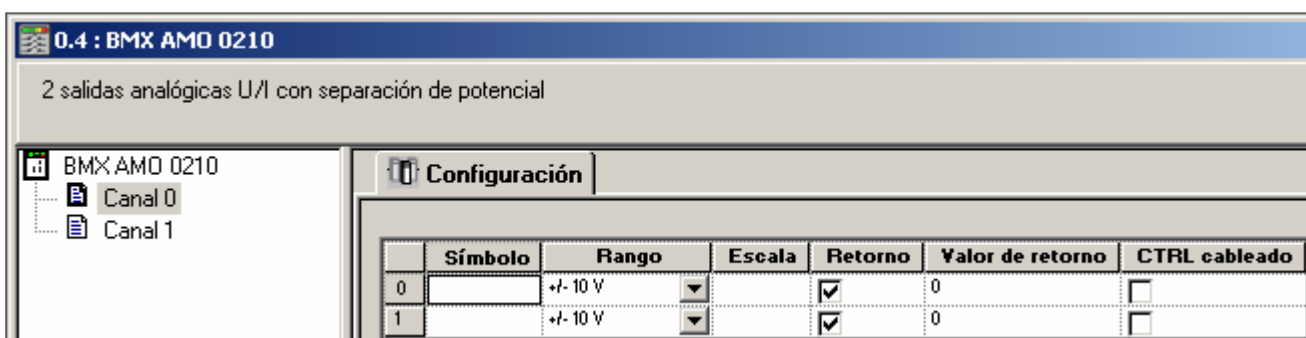 0.4 : BMX AMO 0210
2 salidas analógicas U/I con separación de potencial
BMX AMO 0210
Canal 0
Canal 1
Configuración
Símbolo Rango Escala Retorno Valor de retorno CTRL cableado
0 +/- 10 V 0
1 +/- 10 V 0